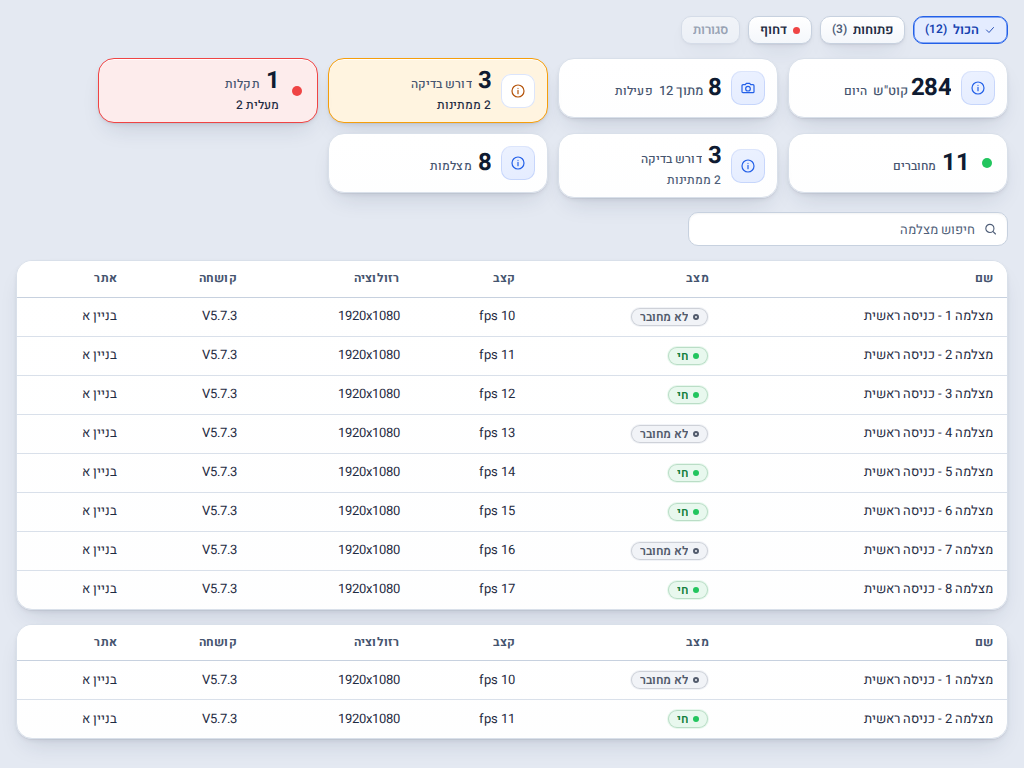 הכול (12) פתוחות (3) דחוף סגורות
284 קוט"ש היום
8 מתוך 12 פעילות
3 דורש בדיקה
2 ממתינות
1 תקלות
2 מעלית
11 מחוברים
3 דורש בדיקה
2 ממתינות
8 מצלמות
חיפוש מצלמה
שם מצב קצב רזולוציה קושחה אתר
מצלמה 1 - כניסה ראשית לא מחובר 10 fps 1920x1080 V5.7.3 בניין א
מצלמה 2 - כניסה ראשית חי 11 fps 1920x1080 V5.7.3 בניין א
מצלמה 3 - כניסה ראשית חי 12 fps 1920x1080 V5.7.3 בניין א
מצלמה 4 - כניסה ראשית לא מחובר 13 fps 1920x1080 V5.7.3 בניין א
מצלמה 5 - כניסה ראשית חי 14 fps 1920x1080 V5.7.3 בניין א
מצלמה 6 - כניסה ראשית חי 15 fps 1920x1080 V5.7.3 בניין א
מצלמה 7 - כניסה ראשית לא מחובר 16 fps 1920x1080 V5.7.3 בניין א
מצלמה 8 - כניסה ראשית חי 17 fps 1920x1080 V5.7.3 בניין א
שם מצב קצב רזולוציה קושחה אתר
מצלמה 1 - כניסה ראשית לא מחובר 10 fps 1920x1080 V5.7.3 בניין א
מצלמה 2 - כניסה ראשית חי 11 fps 1920x1080 V5.7.3 בניין א